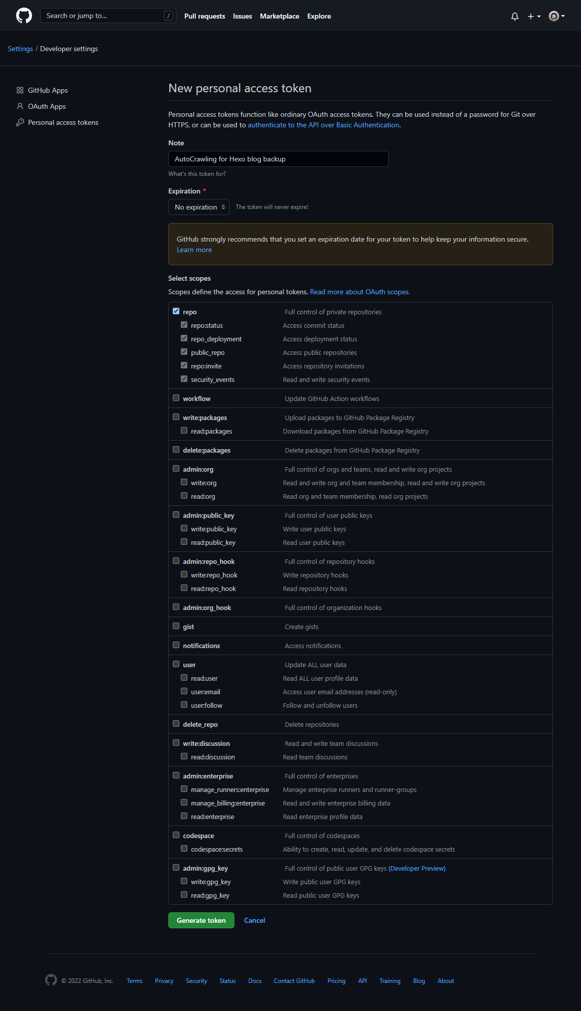 Search or jump to... /
Pull requests Issues Marketplace Explore
Settings / Developer settings
GitHub Apps
OAuth Apps
Personal access tokens
New personal access token
Personal access tokens function like ordinary OAuth access tokens. They can be used instead of a password for Git over
HTTPS, or can be used to authenticate to the API over Basic Authentication.
Note
AutoCrawling for Hexo blog backup
What's this token for?
Expiration *
No expiration The token will never expire!
GitHub strongly recommends that you set an expiration date for your token to help keep your information secure.
Learn more
Select scopes
Scopes define the access for personal tokens. Read more about OAuth scopes.
repo Full control of private repositories
repo:status Access commit status
repo_deployment Access deployment status
public_repo Access public repositories
repo:invite Access repository invitations
security_events Read and write security events
workflow Update GitHub Action workflows
write:packages Upload packages to GitHub Package Registry
read:packages Download packages from GitHub Package Registry
delete:packages Delete packages from GitHub Package Registry
admin:org Full control of orgs and teams, read and write org projects
write:org Read and write org and team membership, read and write org projects
read:org Read org and team membership, read org projects
admin:public_key Full control of user public keys
write:public_key Write user public keys
read:public_key Read user public keys
admin:repo_hook Full control of repository hooks
write:repo_hook Write repository hooks
read:repo_hook Read repository hooks
admin:org_hook Full control of organization hooks
gist Create gists
notifications Access notifications
user Update ALL user data
read:user Read ALL user profile data
user:email Access user email addresses (read-only)
user:follow Follow and unfollow users
delete_repo Delete repositories
write:discussion Read and write team discussions
read:discussion Read team discussions
admin:enterprise Full control of enterprises
manage_runners:enterprise Manage enterprise runners and runner-groups
manage_billing:enterprise Read and write enterprise billing data
read:enterprise Read enterprise profile data
codespace Full control of codespaces
codespace:secrets Ability to create, read, update, and delete codespace secrets
admin:gpg_key Full control of public user GPG keys (Developer Preview)
write:gpg_key Write public user GPG keys
read:gpg_key Read public user GPG keys
Generate token Cancel
© 2022 GitHub, Inc. Terms Privacy Security Status Docs Contact GitHub Pricing API Training Blog About